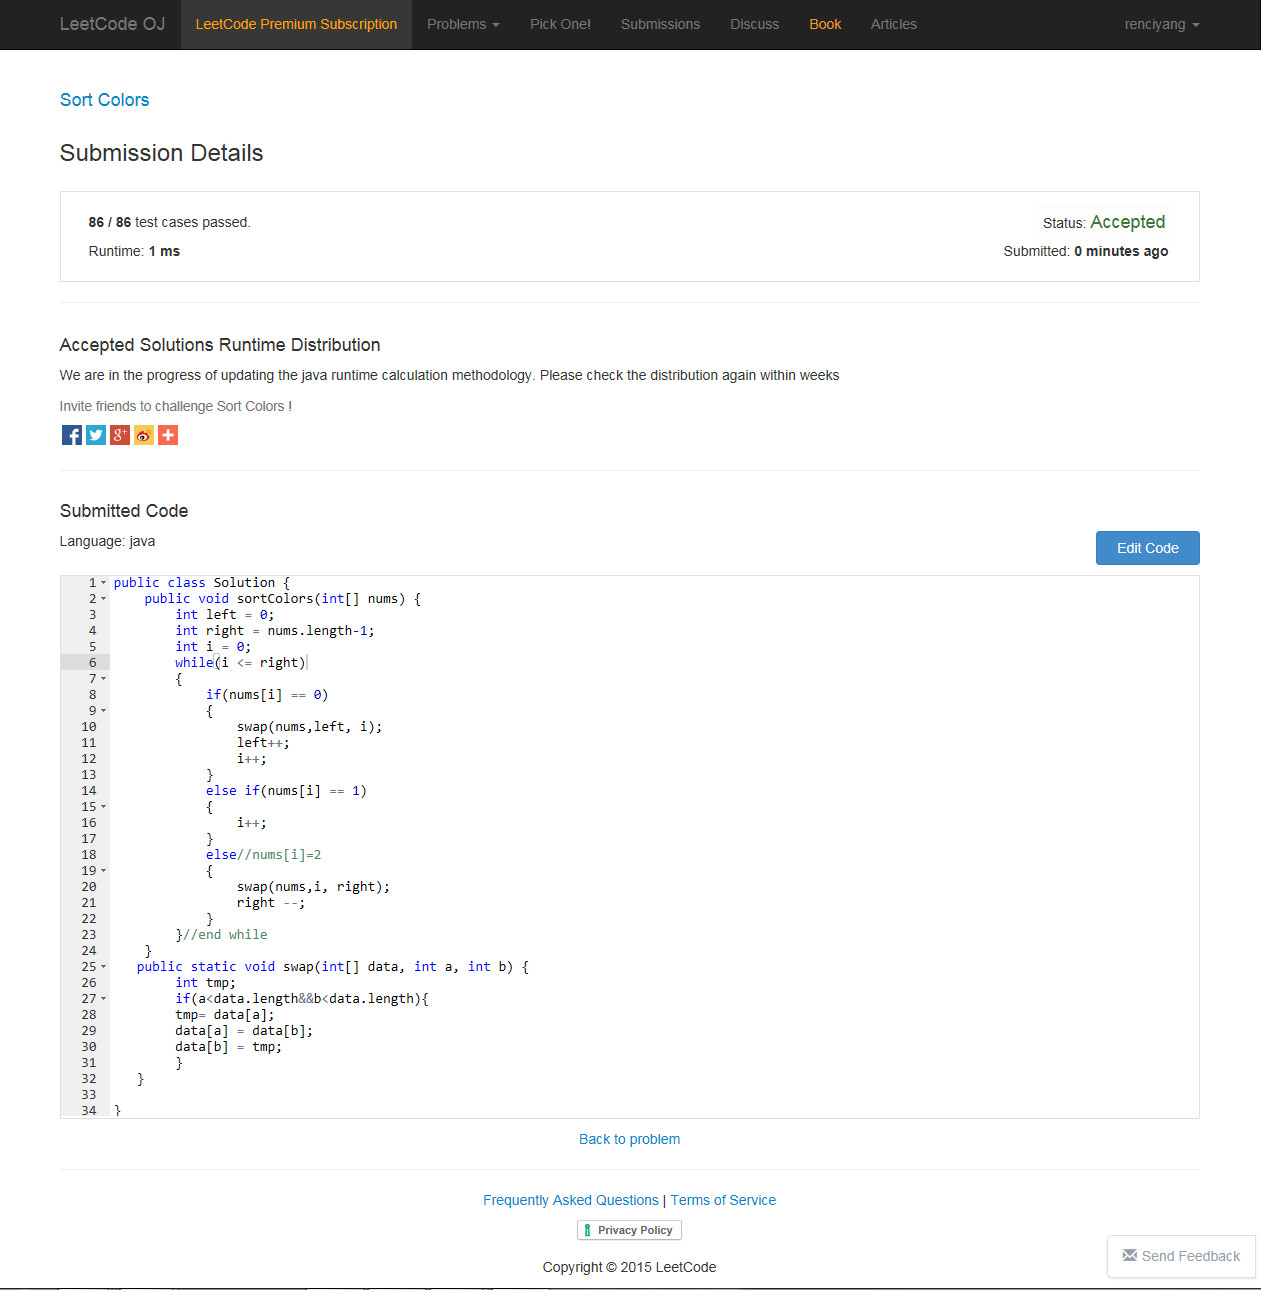 LeetCode OJ LeetCode Premium Subscription Problems Pick One! Submissions Discuss Book Articles renciyang
Sort Colors
Submission Details
86 / 86 test cases passed. Status: Accepted
Runtime: 1 ms Submitted: 0 minutes ago
Accepted Solutions Runtime Distribution
We are in the progress of updating the java runtime calculation methodology. Please check the distribution again within weeks
Invite friends to challenge Sort Colors !
f g+ +
Submitted Code
Language: java Edit Code
1 public class Solution {
2 public void sortColors(int[] nums) {
3 int left = 0;
4 int right = nums.length-1;
5 int i = 0;
6 while(i <= right)
7 {
8 if(nums[i] == 0)
9 {
10 swap(nums,left, i);
11 left++;
12 i++;
13 }
14 else if(nums[i] == 1)
15 {
16 i++;
17 }
18 else//nums[i]=2
19 {
20 swap(nums,i, right);
21 right --;
22 }
23 }//end while
24 }
25 public static void swap(int[] data, int a, int b) {
26 int tmp;
27 if(a<data.length&&b<data.length){
28 tmp= data[a];
29 data[a] = data[b];
30 data[b] = tmp;
31 }
32 }
33
34 }
Back to problem
Frequently Asked Questions | Terms of Service
Privacy Policy
Send Feedback
Copyright © 2015 LeetCode